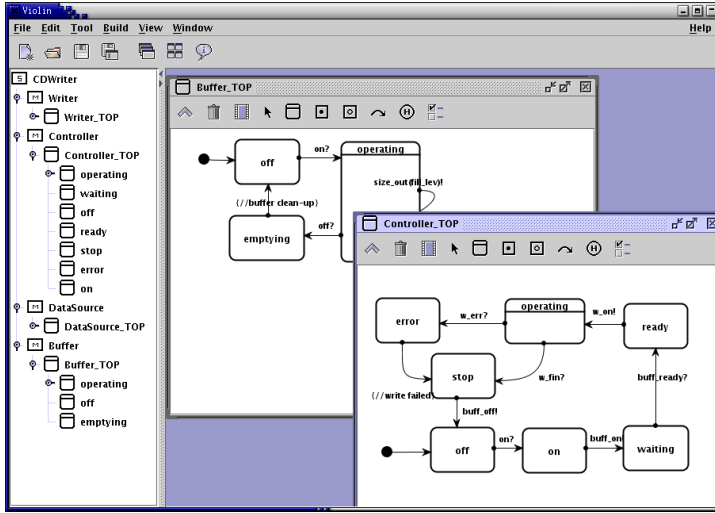 Violin
File Edit Tool Build View Window Help
S CDWriter
M Writer
Writer_TOP
M Controller
Controller_TOP
operating
waiting
off
ready
stop
error
on
M DataSource
DataSource_TOP
M Buffer
Buffer_TOP
operating
off
emptying
Buffer_TOP
H
on?
operating
off
size_out(fill_lev)!
{//buffer clean-up}
off?
emptying
Controller_TOP
H
operating
w_err?
w_on!
error
ready
stop
w_fin?
buff_ready?
{//write failed}
buff_off!
on?
buff_on!
off
on
waiting